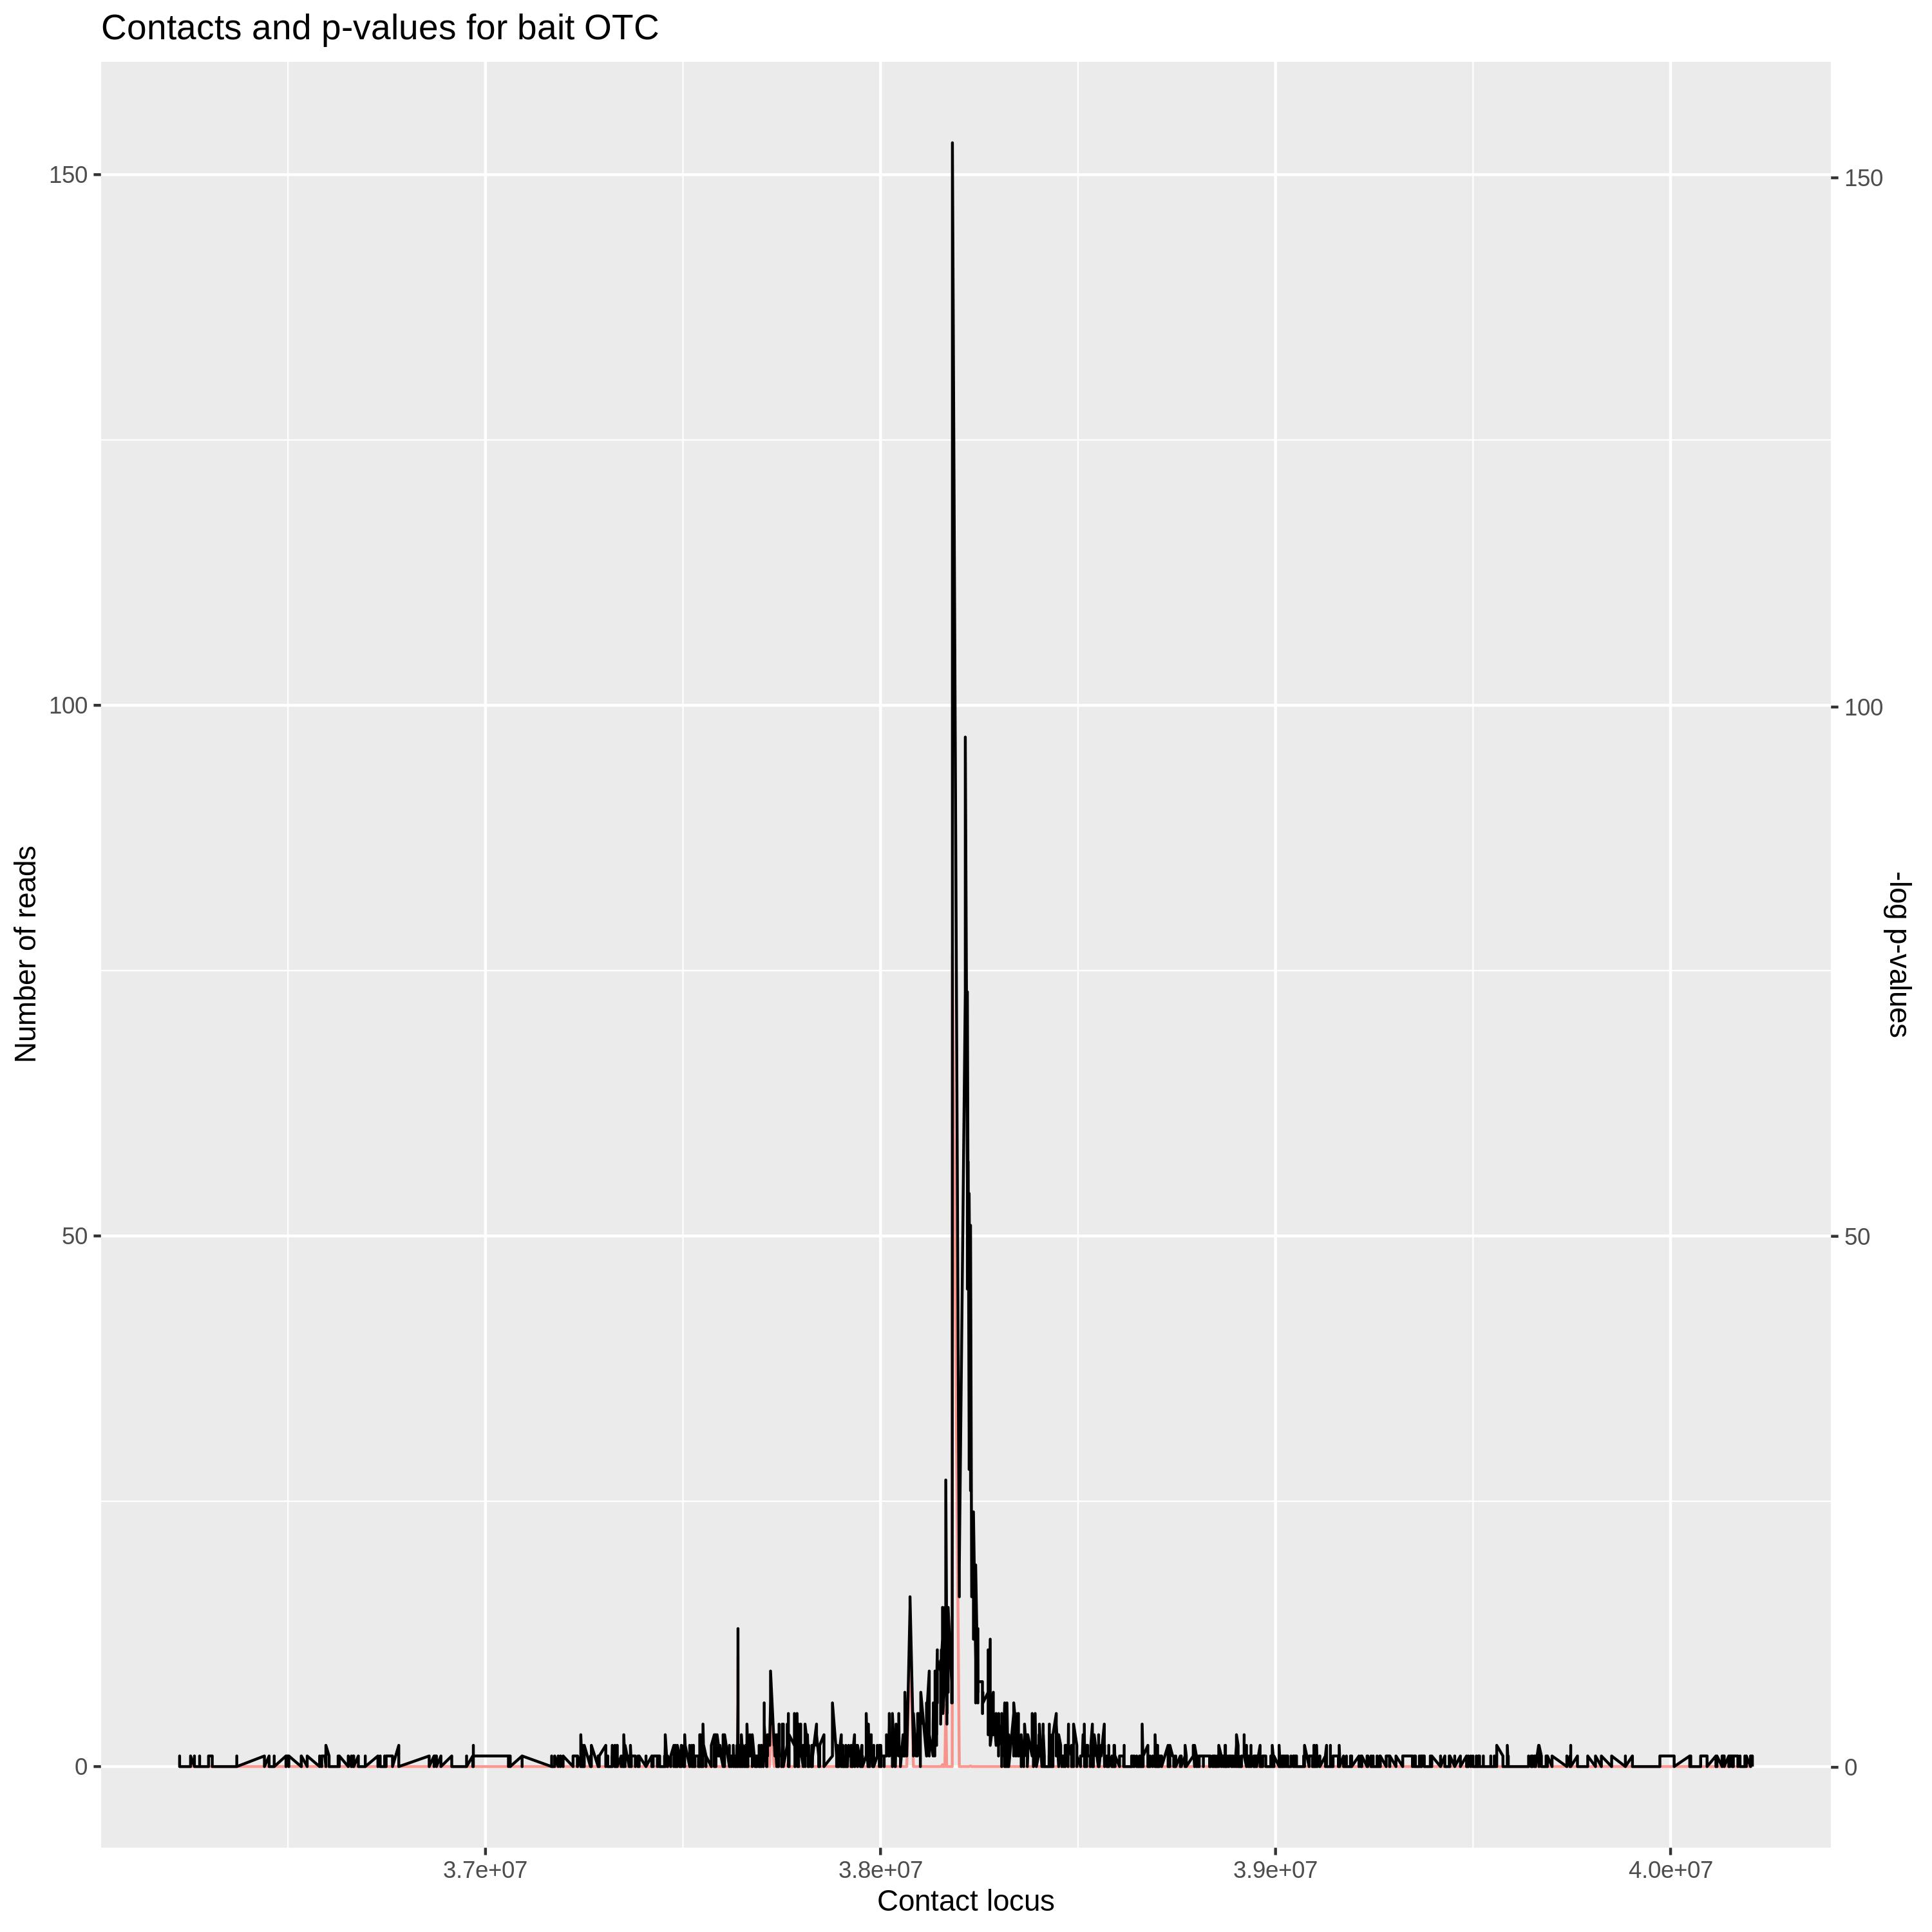 Contacts and p-values for bait OTC
150
100
50
0
Number of reads
150
100
50
0
-log p-values
3.7e+07
3.8e+07
3.9e+07
4.0e+07
Contact locus